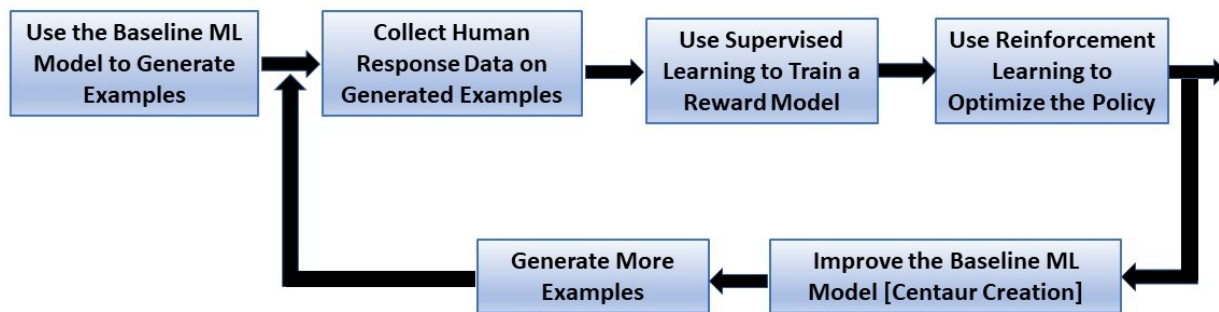 Use the Baseline ML
Model to Generate
Examples
Collect Human
Response Data on
Generated Examples
Use Supervised
Learning to Train a
Reward Model
Use Reinforcement
Learning to
Optimize the Policy
Improve the Baseline ML
Model [Centaur Creation]
Generate More
Examples